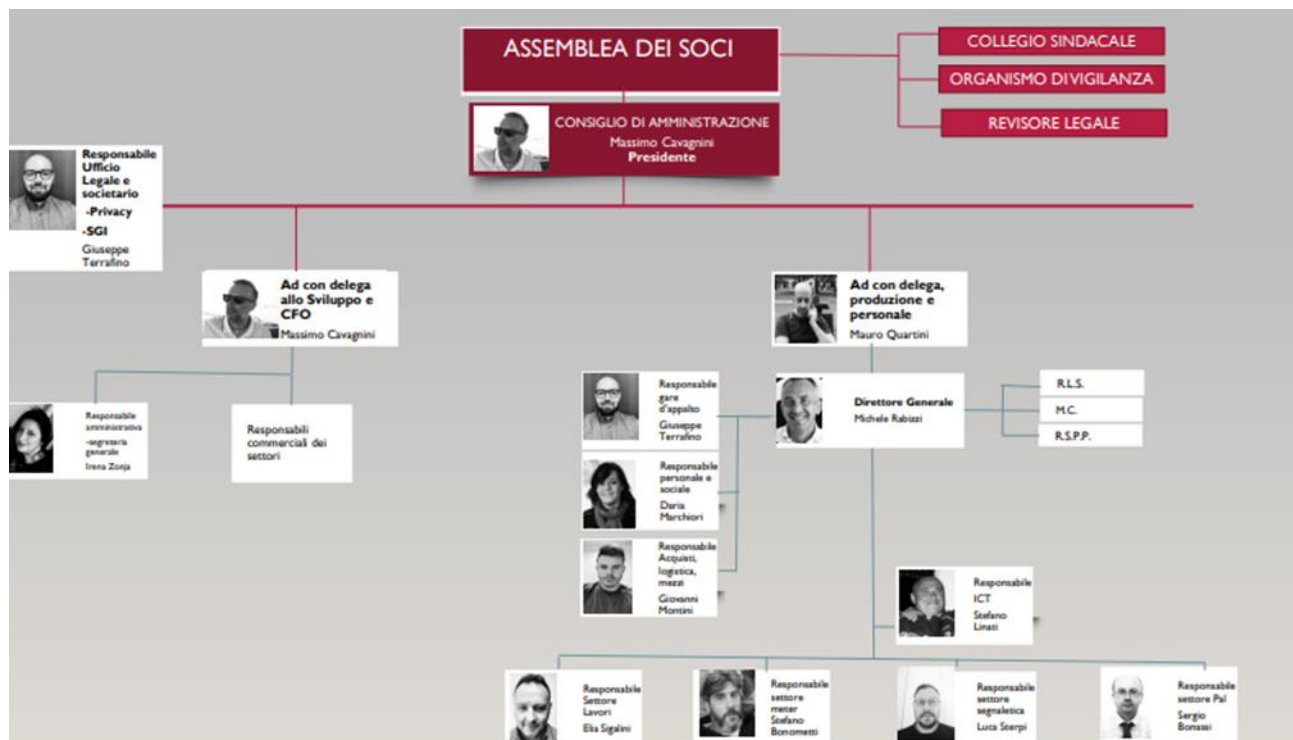 ASSEMBLEA DEI SOCI
COLLEGIO SINDACALE
ORGANISMO DI VIGILANZA
REVISORE LEGALE
CONSIGLIO DI AMMINISTRAZIONE
Massimo Cavagnini
Presidente
Responsabile
Ufficio
Legale e
societario
-Privacy
-SGI
Giuseppe
Terrafino
Ad con delega
allo Sviluppo e
CFO
Massimo Cavagnini
Ad con delega,
produzione e
personale
Mauro Quartini
Responsabile
amministrativa
-segreteria
generale
Irena Zonja
Responsabili
commerciali dei
settori
Responsabile
gare
d'appalto
Giuseppe
Terrafino
Direttore Generale
Michele Rabizzi
R.L.S.
M.C.
R.S.P.P.
Responsabile
personale e
sociale
Daria
Marchiori
Responsabile
Acquisti,
logistica,
mezzi
Giovanni
Montini
Responsabile
ICT
Stefano
Linati
Responsabile
Settore
Lavori
Elia Sigalini
Responsabile
settore
meter
Stefano
Bonometti
Responsabile
settore
segnaletica
Luca Sterpi
Responsabile
settore Pal
Sergio
Bonassi